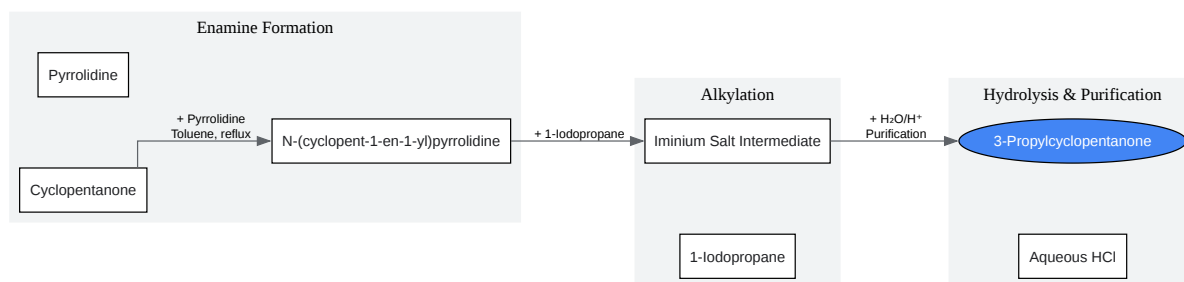 Enamine Formation
Pyrrolidine
+ Pyrrolidine
Toluene, reflux
Cyclopentanone
N-(cyclopent-1-en-1-yl)pyrrolidine
+ 1-Iodopropane
Alkylation
Iminium Salt Intermediate
1-Iodopropane
+ H₂O/H⁺
Purification
Hydrolysis & Purification
3-Propylcyclopentanone
Aqueous HCl